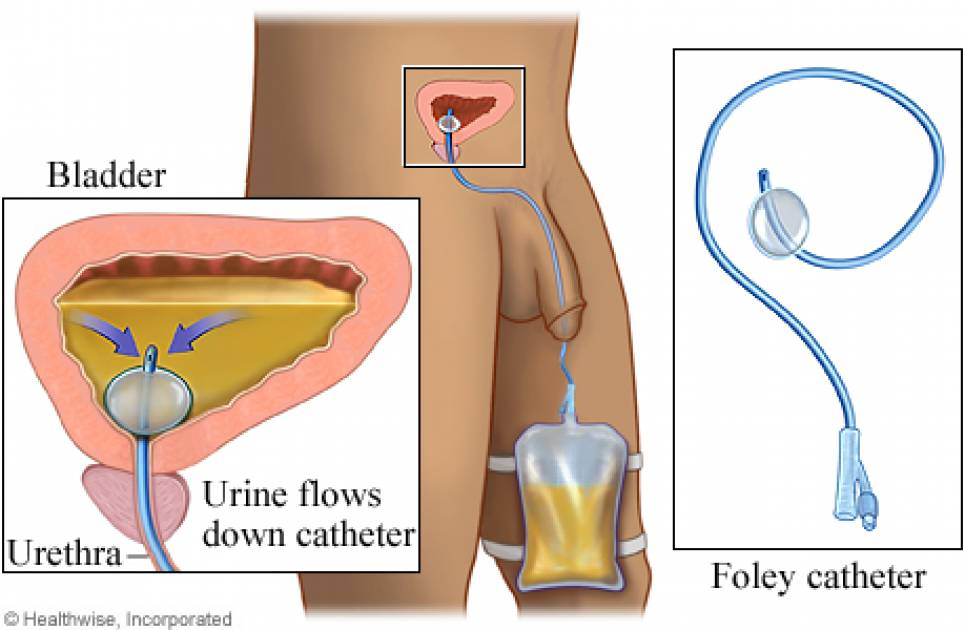 Bladder
Urine flows
down catheter
Urethra
Foley catheter
© Healthwise, Incorporated